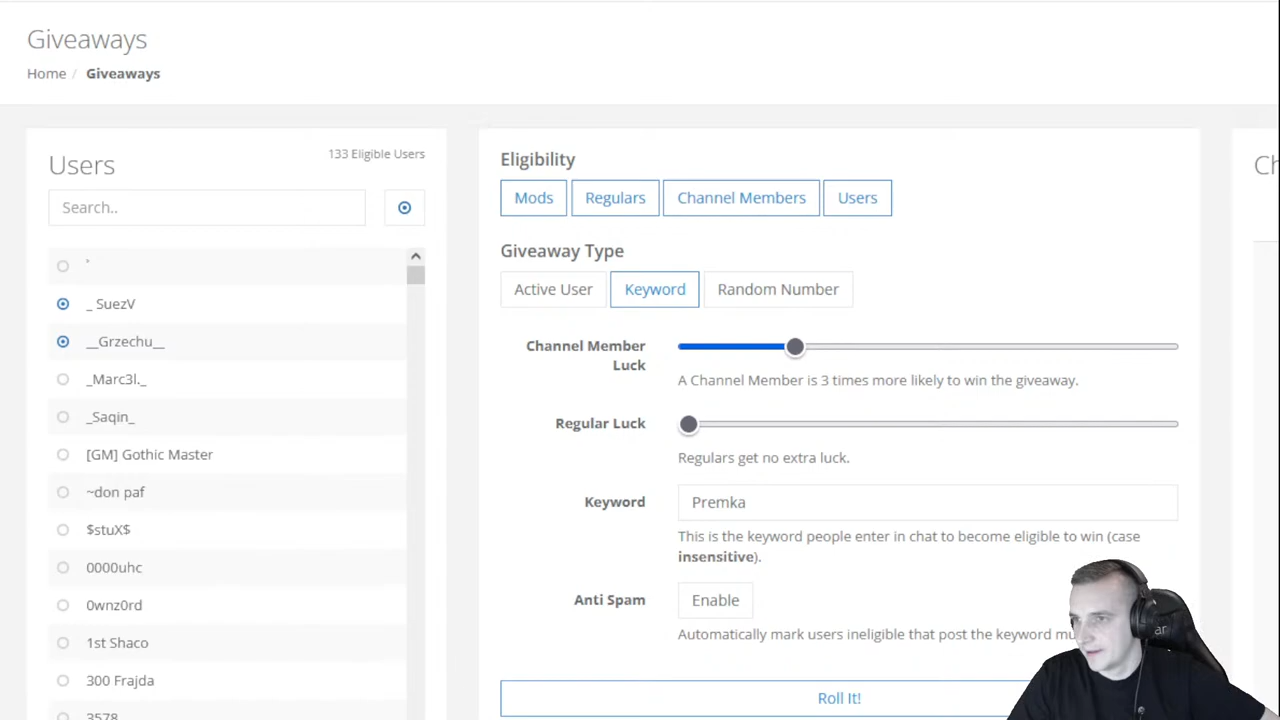 Giveaways
Home / Giveaways
Users
133 Eligible Users
Search..
`
_ SuezV
__Grzechu__
_Marc3l._
_Saqin_
[GM] Gothic Master
~don paf
$stuX$
0000uhc
0wnz0rd
1st Shaco
300 Frajda
3578
Eligibility
Mods Regulars Channel Members Users
Giveaway Type
Active User Keyword Random Number
Channel Member
Luck
A Channel Member is 3 times more likely to win the giveaway.
Regular Luck
Regulars get no extra luck.
Keyword
Premka
This is the keyword people enter in chat to become eligible to win (case
insensitive).
Anti Spam
Enable
Automatically mark users ineligible that post the keyword
Roll It!
Ch